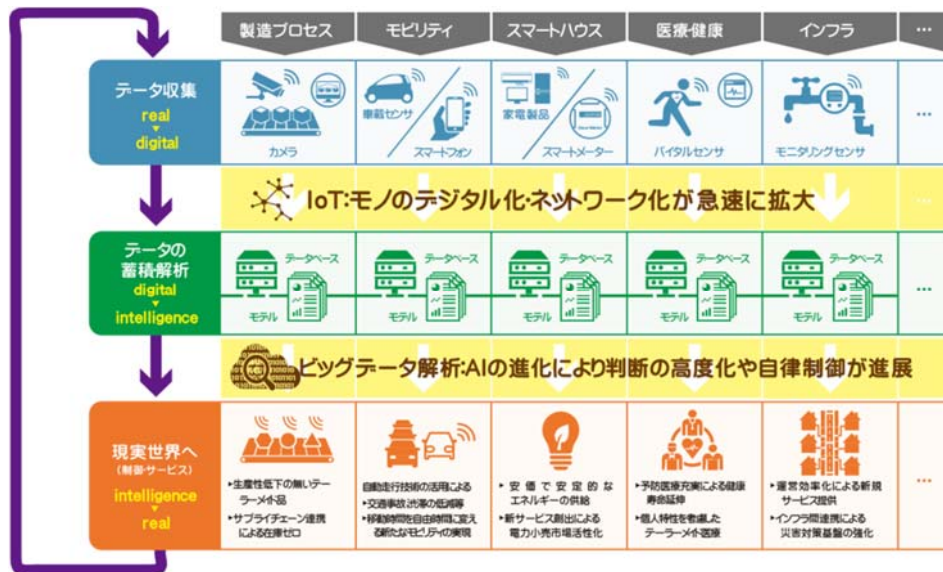 製造プロセス
モビリティ
スマートハウス
医療・健康
インフラ
…
データ収集
real
digital
カメラ
車載センサ
スマートフォン
家電製品
スマートメーター
バイタルセンサ
モニタリングセンサ
…
IoT:モノのデジタル化・ネットワーク化が急速に拡大
…
データの
蓄積解析
digital
intelligence
データベース
モデル
データベース
モデル
データベース
モデル
データベース
モデル
データベース
モデル
…
ビッグデータ解析:AIの進化により判断の高度化や自律制御が進展
現実世界へ
(制御・サービス)
intelligence
real
▶生産性低下の無いテー
ラーメイド品
▶サプライチェーン連携
による在庫ゼロ
自動走行技術の活用による
▶交通事故・渋滞の低減等
▶移動時間を自由時間に変え
る新たなモビリティの実現
▶安価で安定的な
エネルギーの供給
▶新サービス創出による
電力小売市場活性化
▶予防医療充実による健康
寿命延伸
▶個人特性を考慮した
テーラーメイド医療
▶運営効率化による新規
サービス提供
▶インフラ間連携による
災害対策基盤の強化
…